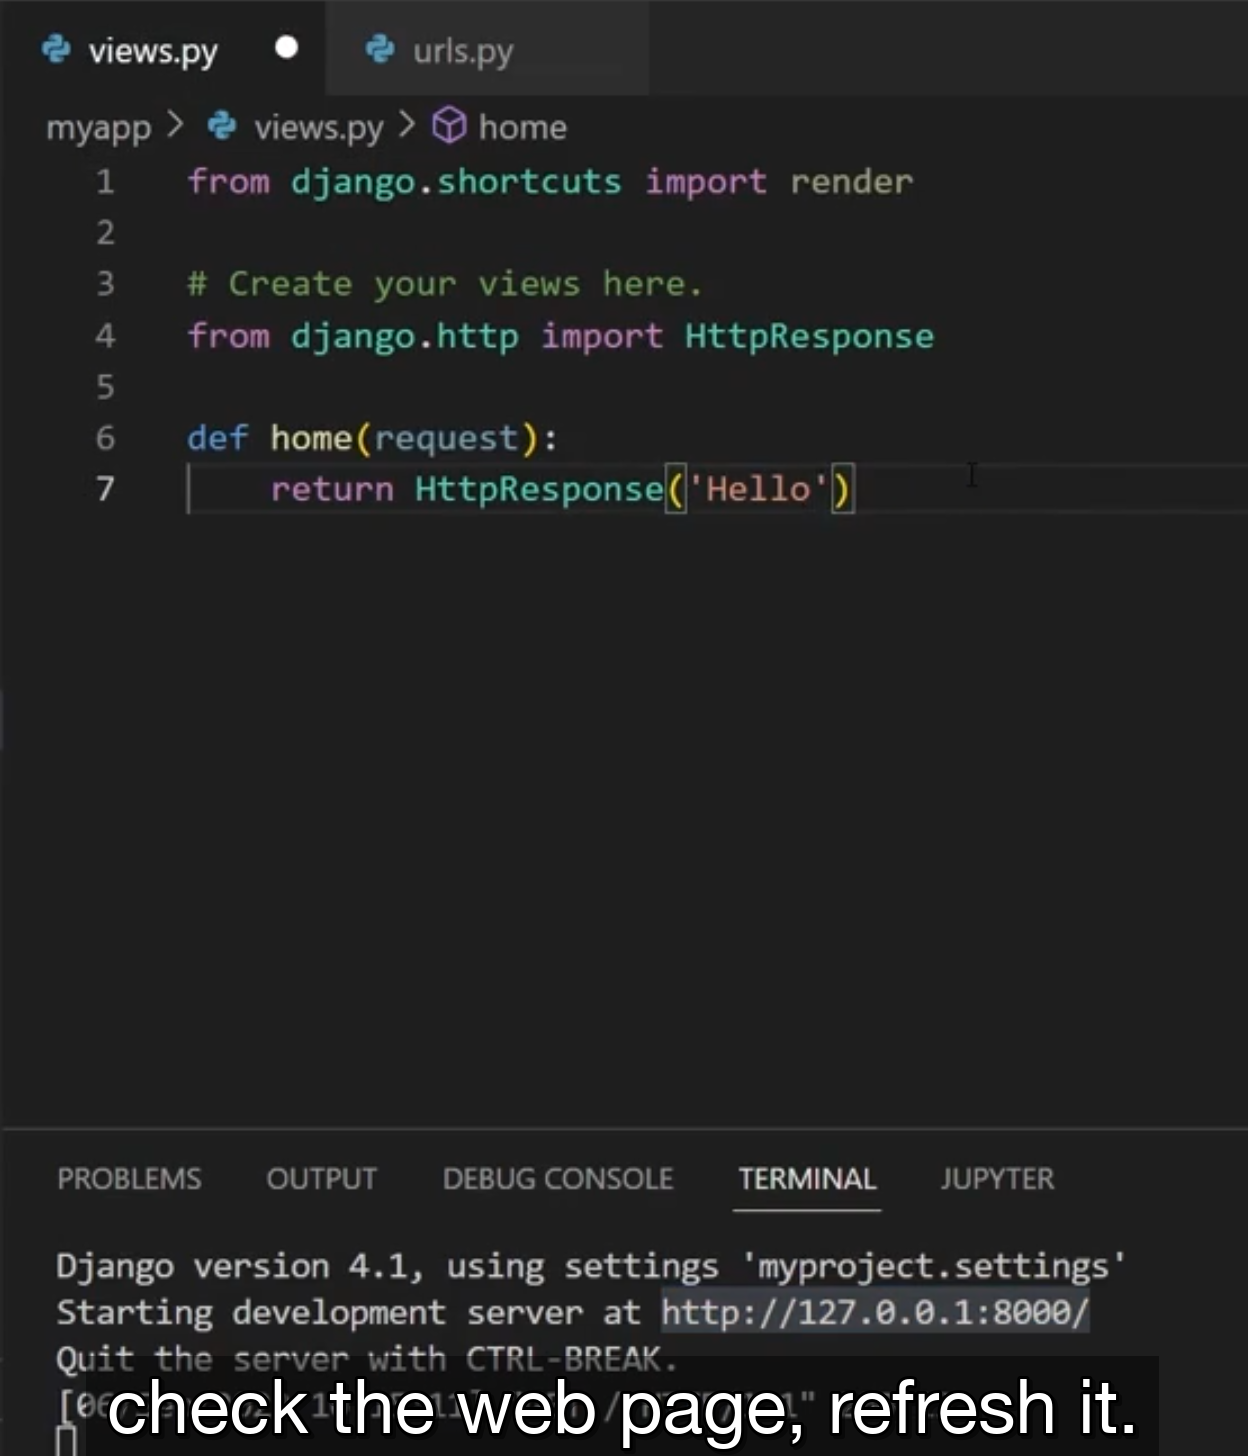 views.py
urls.py
myapp > views.py > home
1 from django.shortcuts import render
2
3 # Create your views here.
4 from django.http import HttpResponse
5
6 def home(request):
7     return HttpResponse('Hello')
PROBLEMS OUTPUT DEBUG CONSOLE TERMINAL JUPYTER
Django version 4.1, using settings 'myproject.settings'
Starting development server at http://127.0.0.1:8000/
Quit the server with CTRL-BREAK.
check the web page, refresh it.